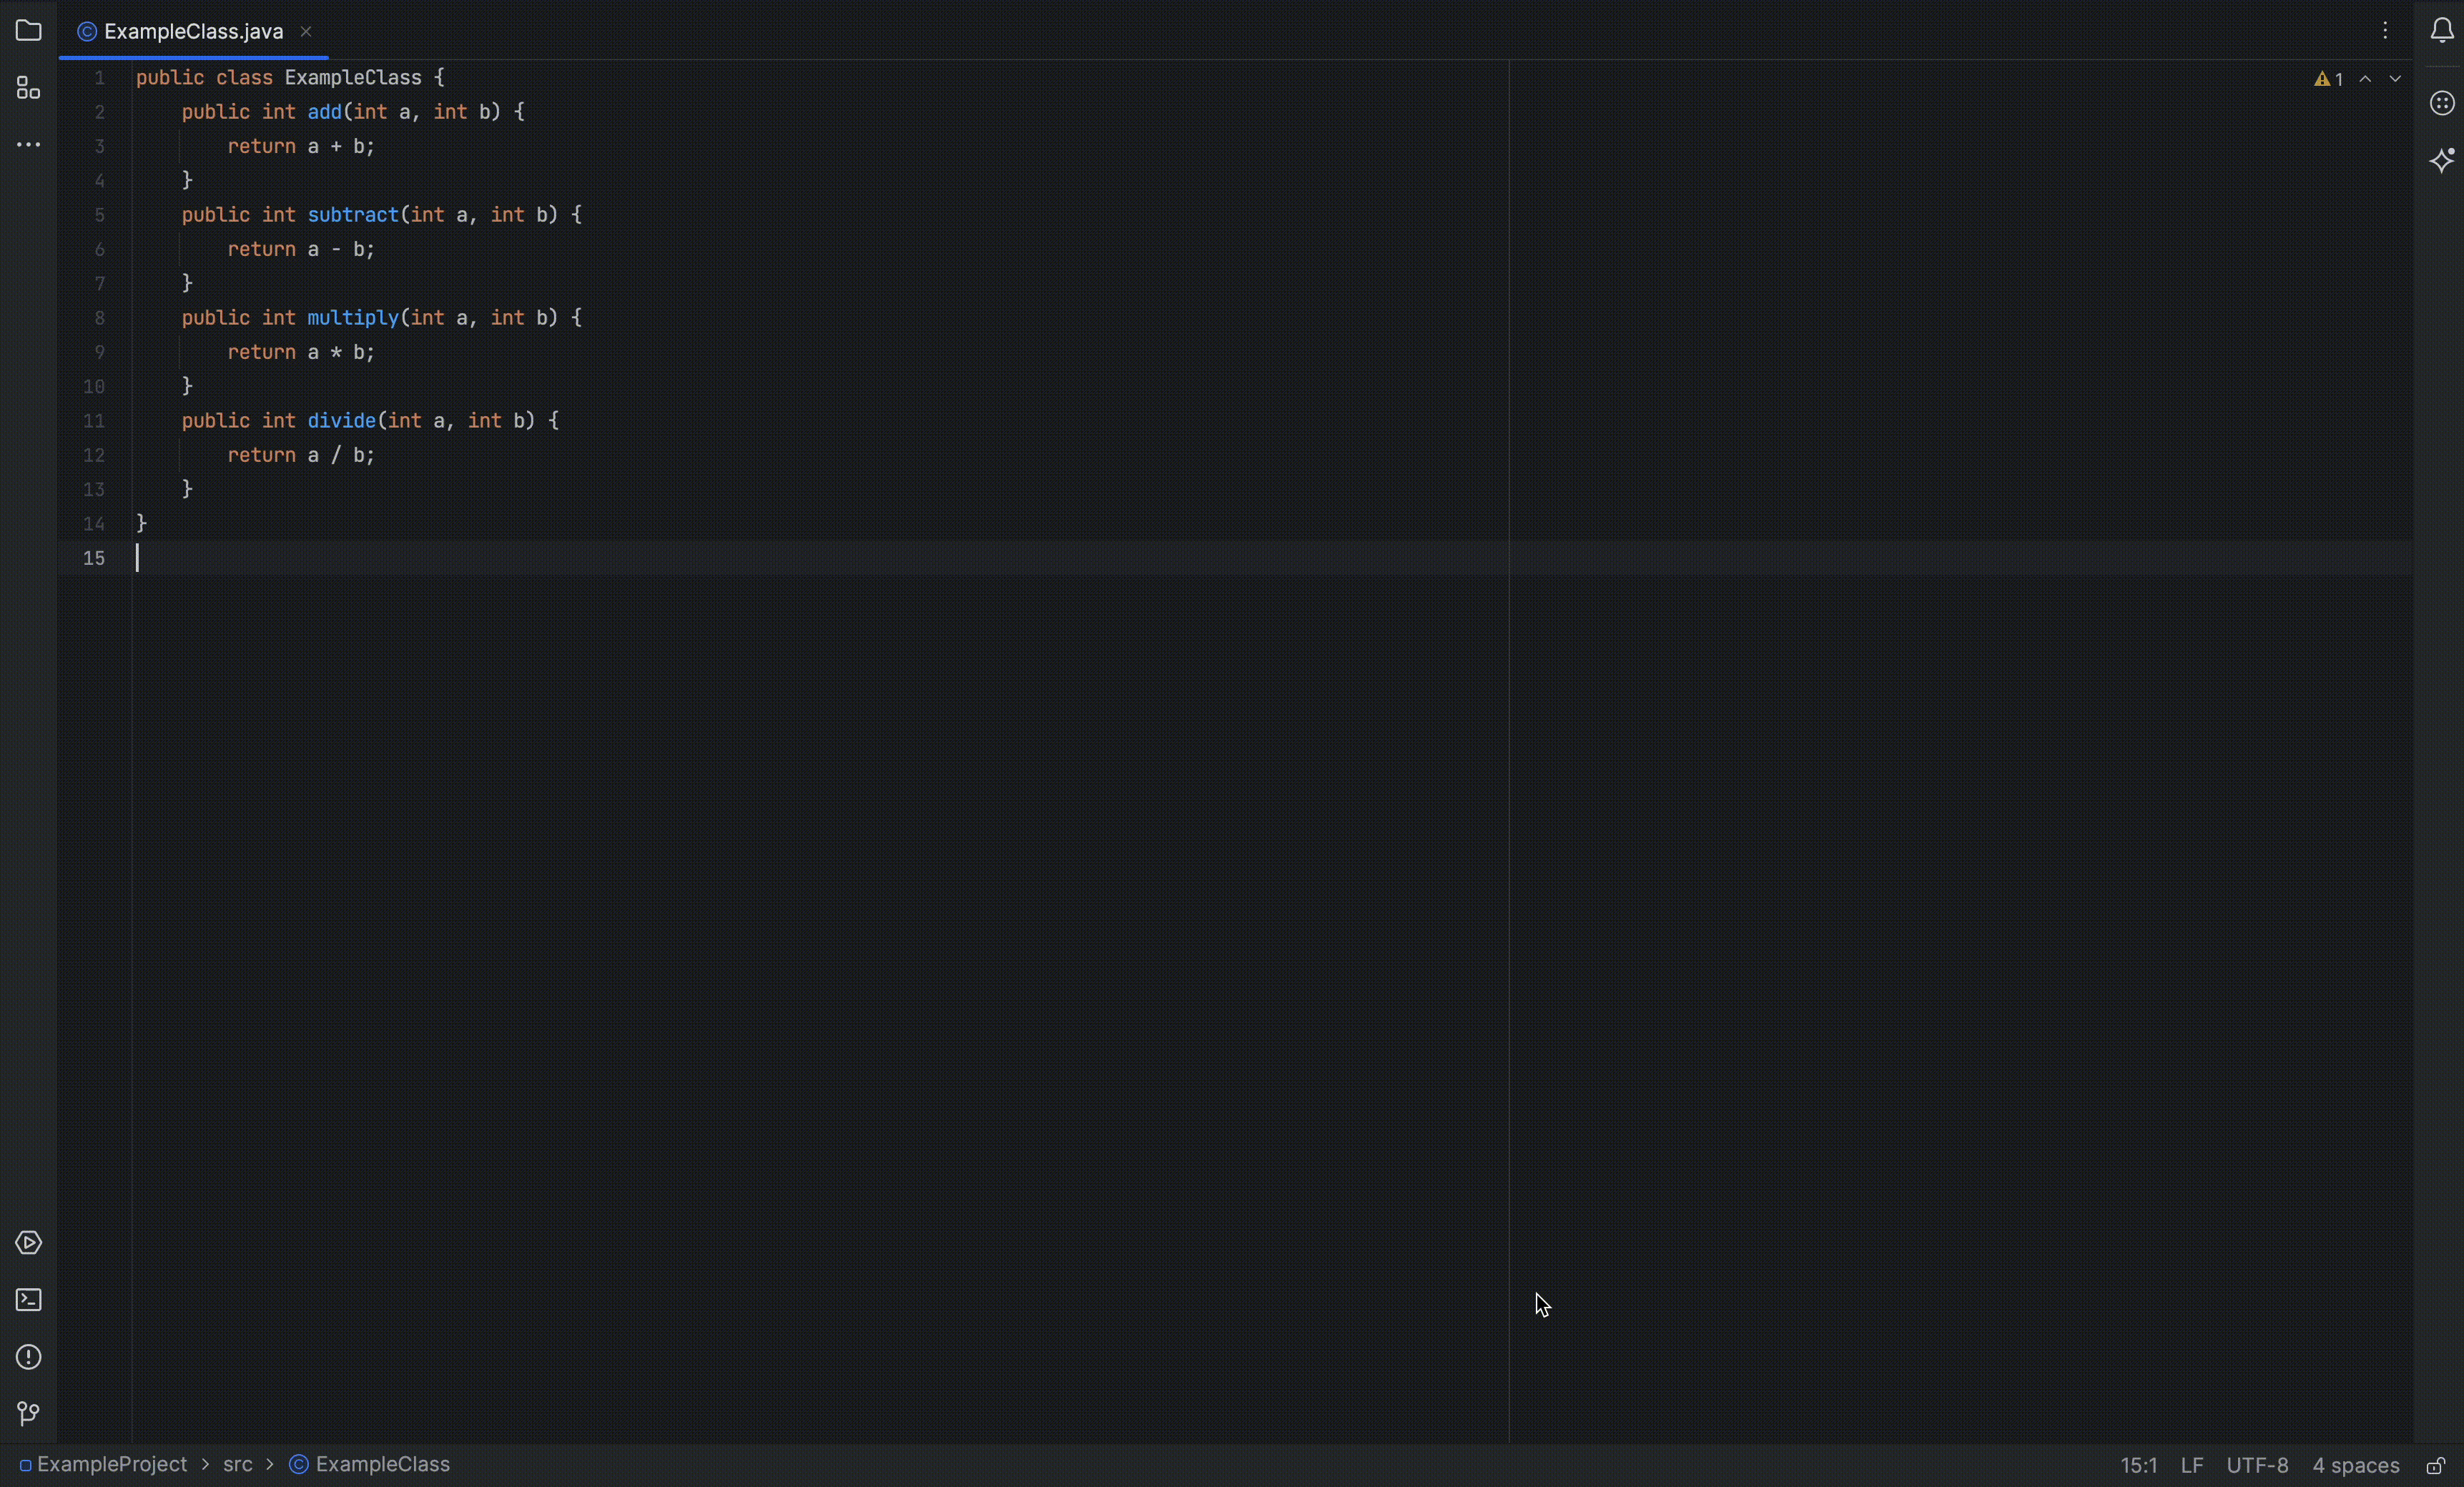 ExampleClass.java
1
1 public class ExampleClass {
2     public int add(int a, int b) {
3         return a + b;
4     }
5     public int subtract(int a, int b) {
6         return a - b;
7     }
8     public int multiply(int a, int b) {
9         return a * b;
10     }
11     public int divide(int a, int b) {
12         return a / b;
13     }
14 }
15
ExampleProject > src > ExampleClass
15:1 LF UTF-8 4 spaces